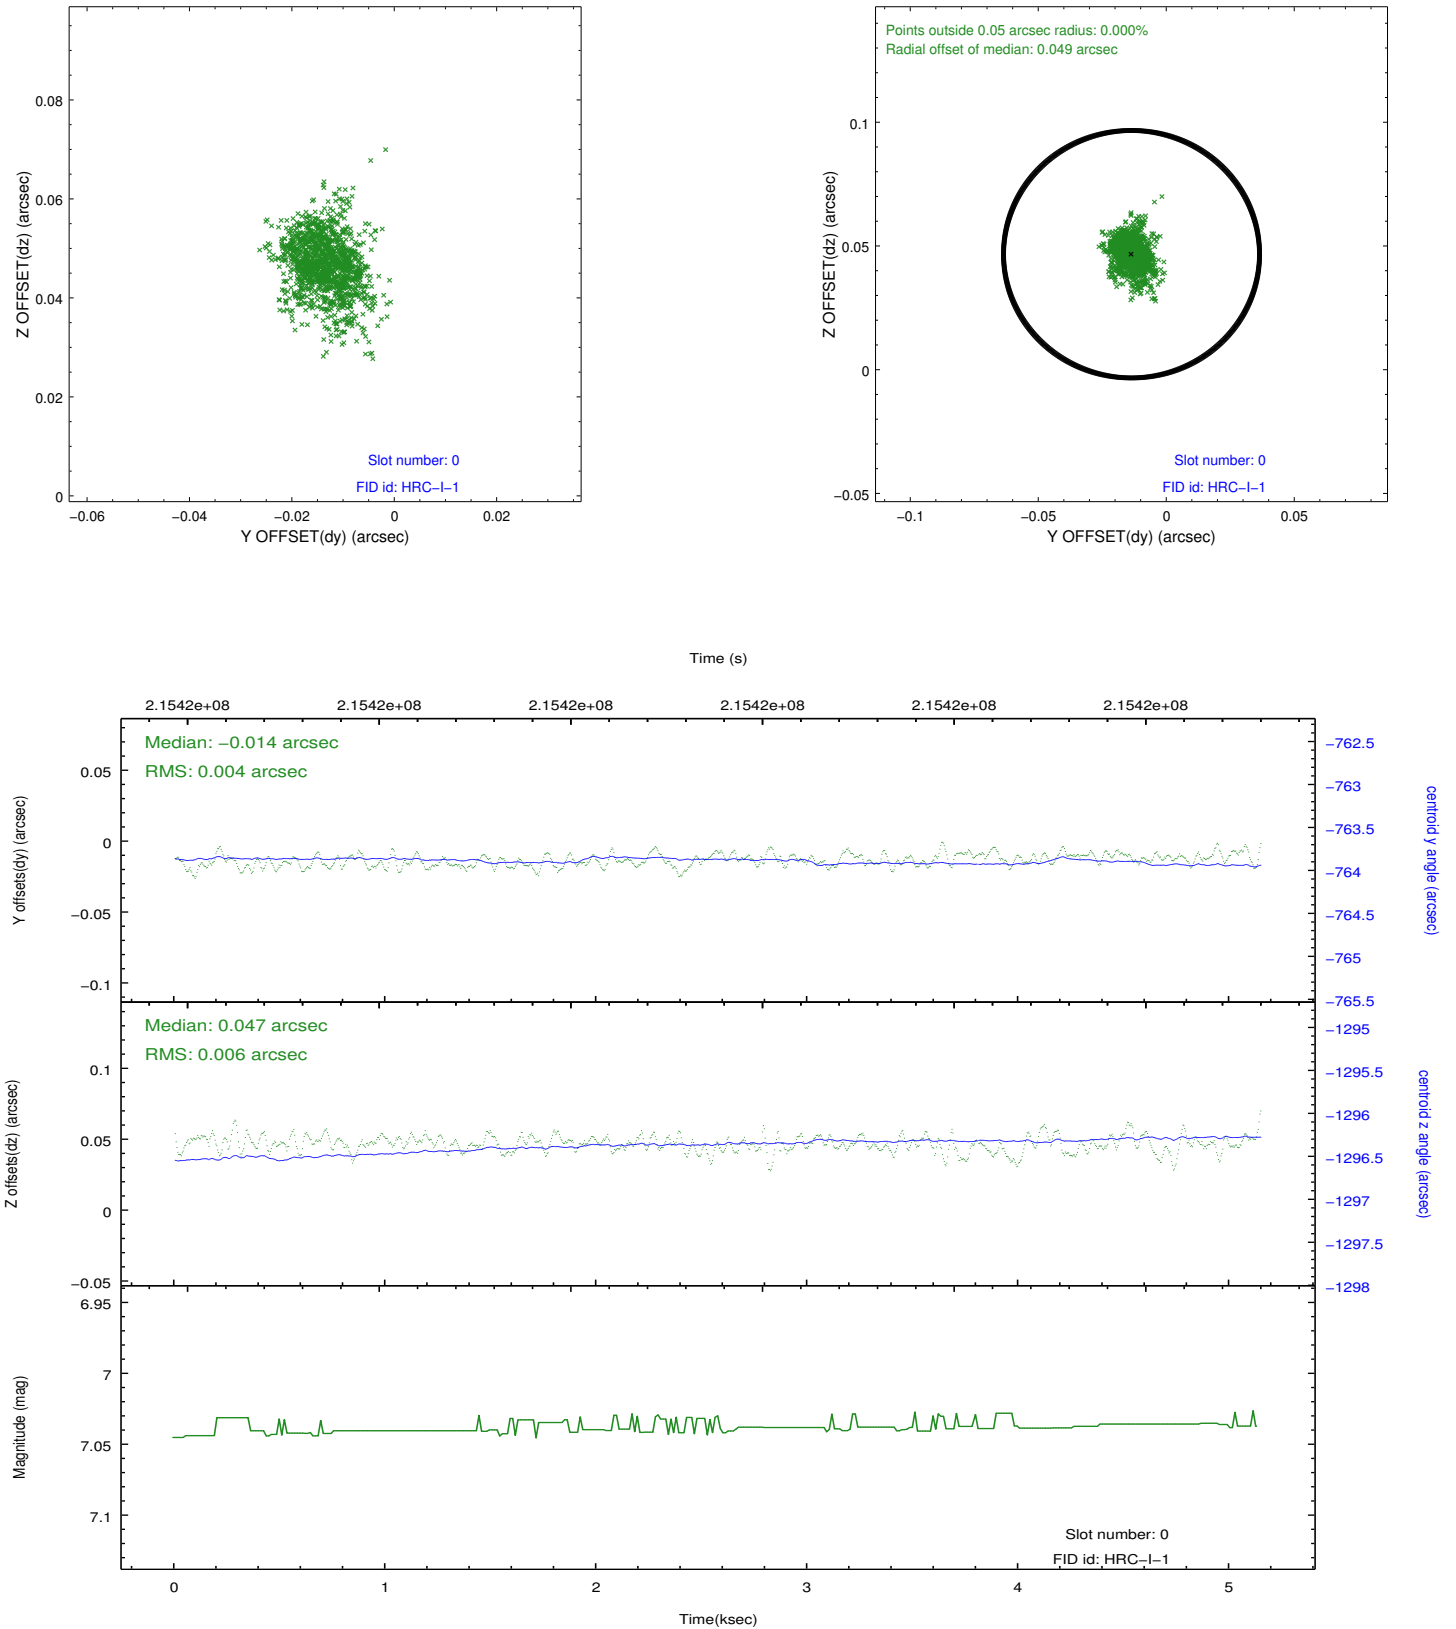 0.08
0.06
0.04
0.02
0
−0.06
−0.04
−0.02
0
0.02
Z OFFSET(dz) (arcsec)
Y OFFSET(dy) (arcsec)
Slot number: 0
FID id: HRC−I−1
Points outside 0.05 arcsec radius: 0.000%
Radial offset of median: 0.049 arcsec
0.1
0.05
0
−0.05
−0.1
−0.05
0
0.05
Z OFFSET(dz) (arcsec)
Y OFFSET(dy) (arcsec)
Slot number: 0
FID id: HRC−I−1
Time (s)
2.1542e+08
2.1542e+08
2.1542e+08
2.1542e+08
2.1542e+08
2.1542e+08
Median: −0.014 arcsec
RMS: 0.004 arcsec
0.05
0
−0.05
−0.1
Y offsets(dy) (arcsec)
−762.5
−763
−763.5
−764
−764.5
−765
−765.5
centroid y angle (arcsec)
Median: 0.047 arcsec
RMS: 0.006 arcsec
0.1
0.05
0
−0.05
Z offsets(dz) (arcsec)
−1295
−1295.5
−1296
−1296.5
−1297
−1297.5
−1298
centroid z angle (arcsec)
6.95
7
7.05
7.1
Magnitude (mag)
Slot number: 0
FID id: HRC−I−1
0
1
2
3
4
5
Time(ksec)